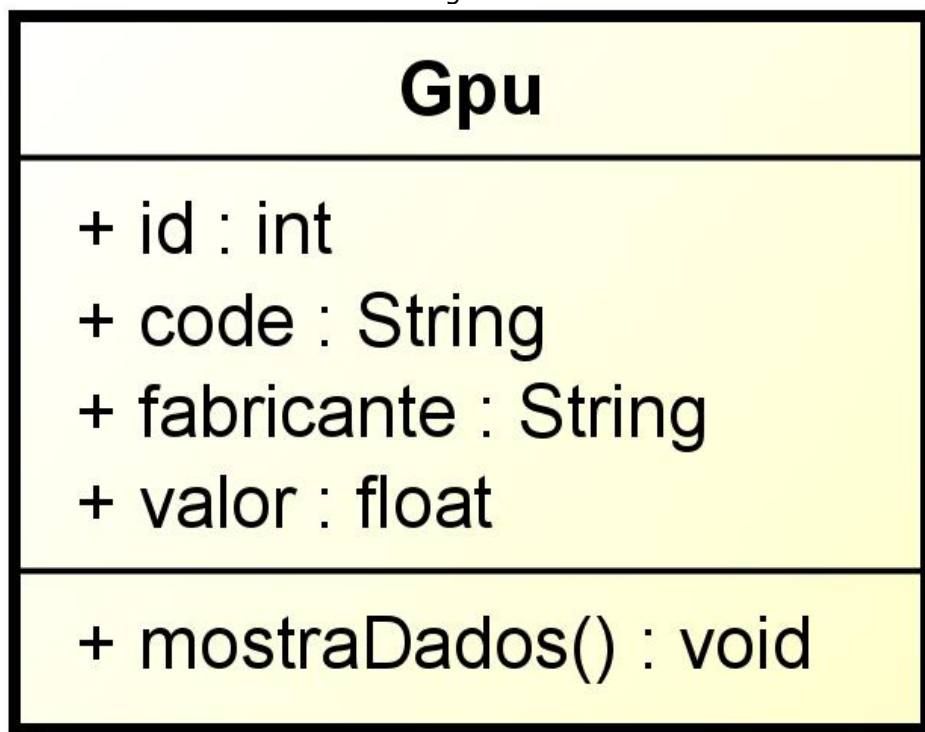 Gpu
+ id : int
+ code : String
+ fabricante : String
+ valor : float
+ mostraDados() : void